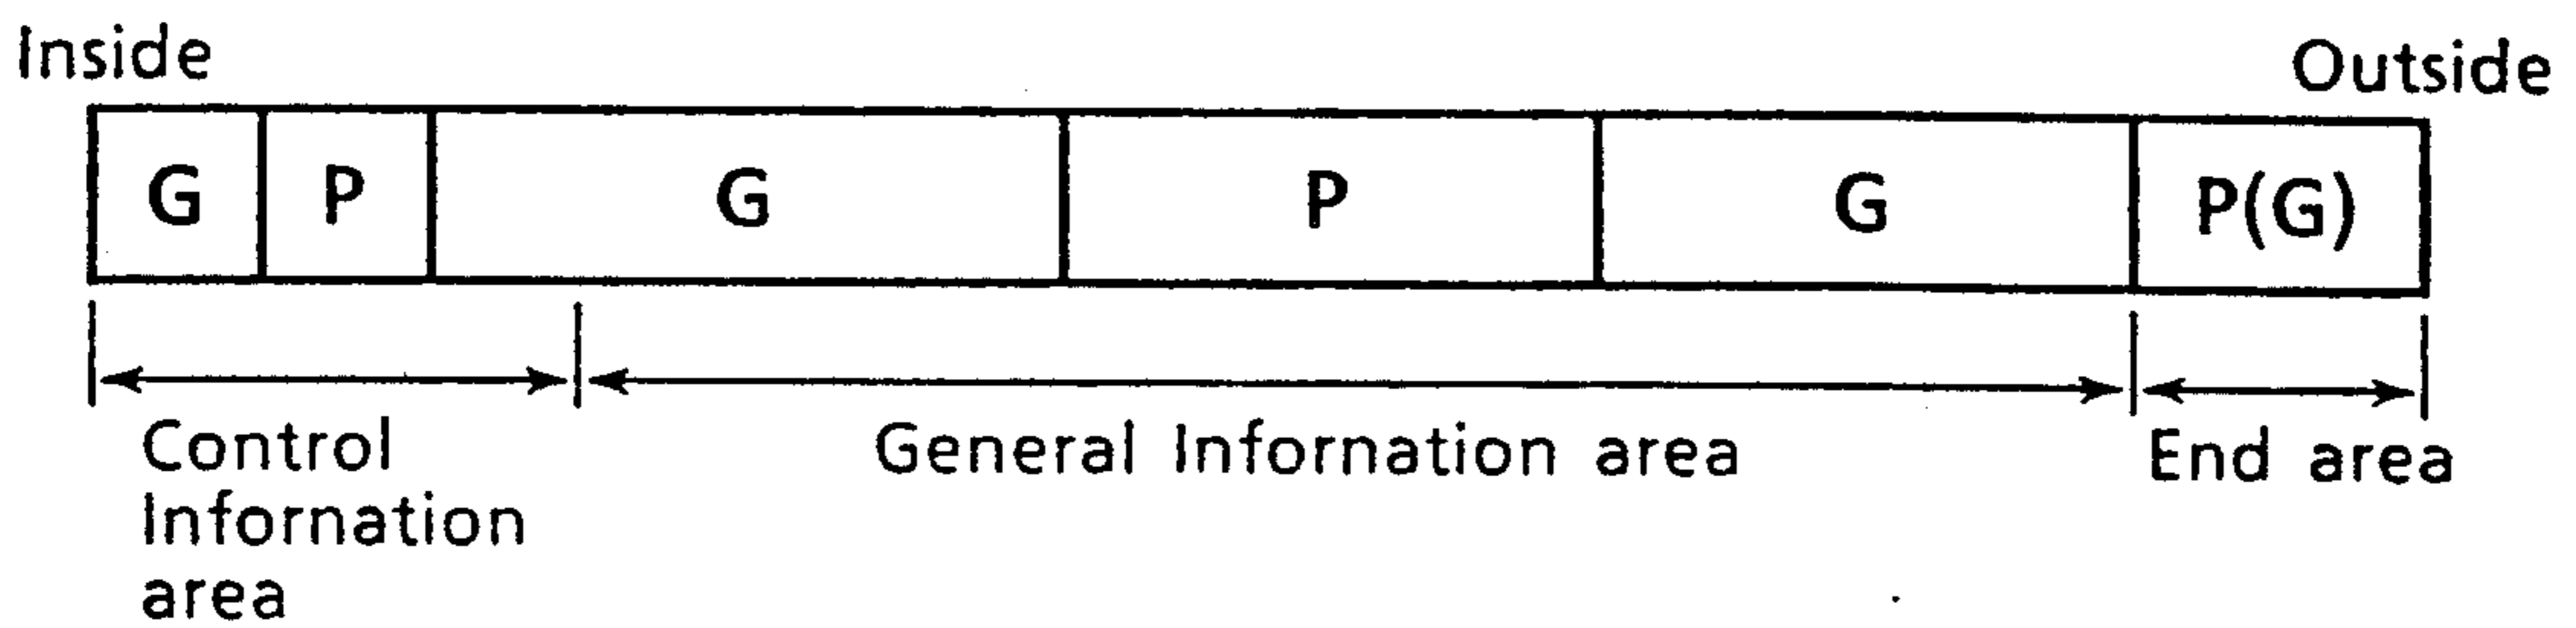 Inside
Outside
G P G P G P(G)
Control
Infornation
area
General Infornation area
End area